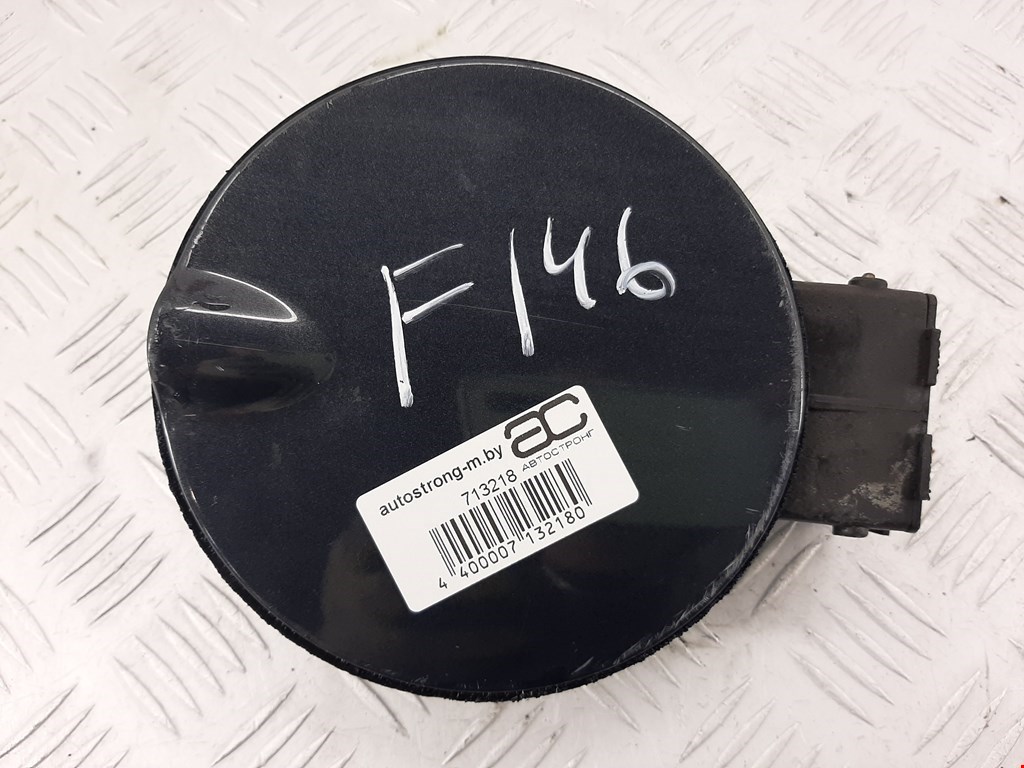 F146
AC
autostrong-m.by
АВТОСТРОНГ
713218
4 400007 132180